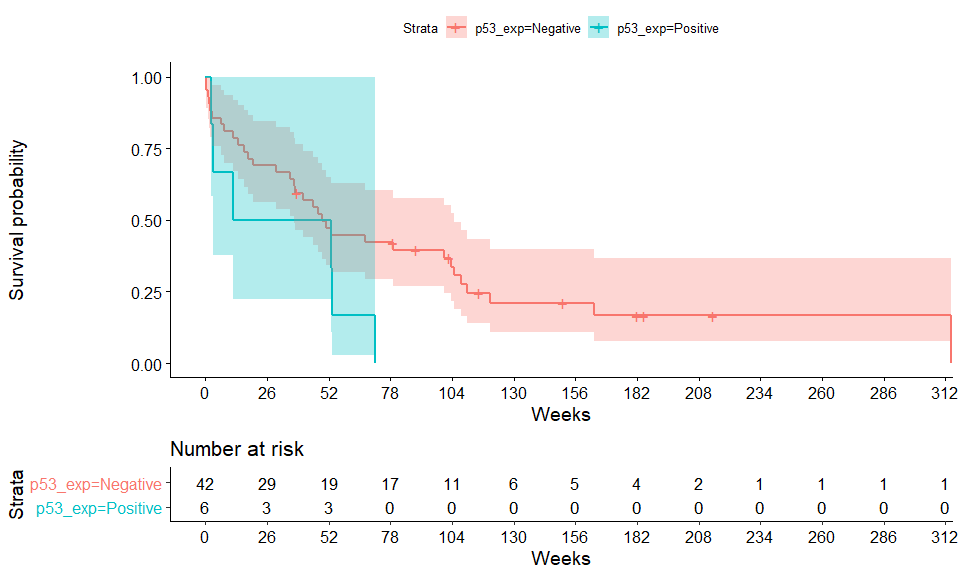 Strata p53_exp=Negative p53_exp=Positive
Survival probability
1.00
0.75
0.50
0.25
0.00
0 26 52 78 104 130 156 182 208 234 260 286 312
Weeks
Number at risk
Strata
p53_exp=Negative 42 29 19 17 11 6 5 4 2 1 1 1 1
p53_exp=Positive 6 3 3 0 0 0 0 0 0 0 0 0 0
0 26 52 78 104 130 156 182 208 234 260 286 312
Weeks